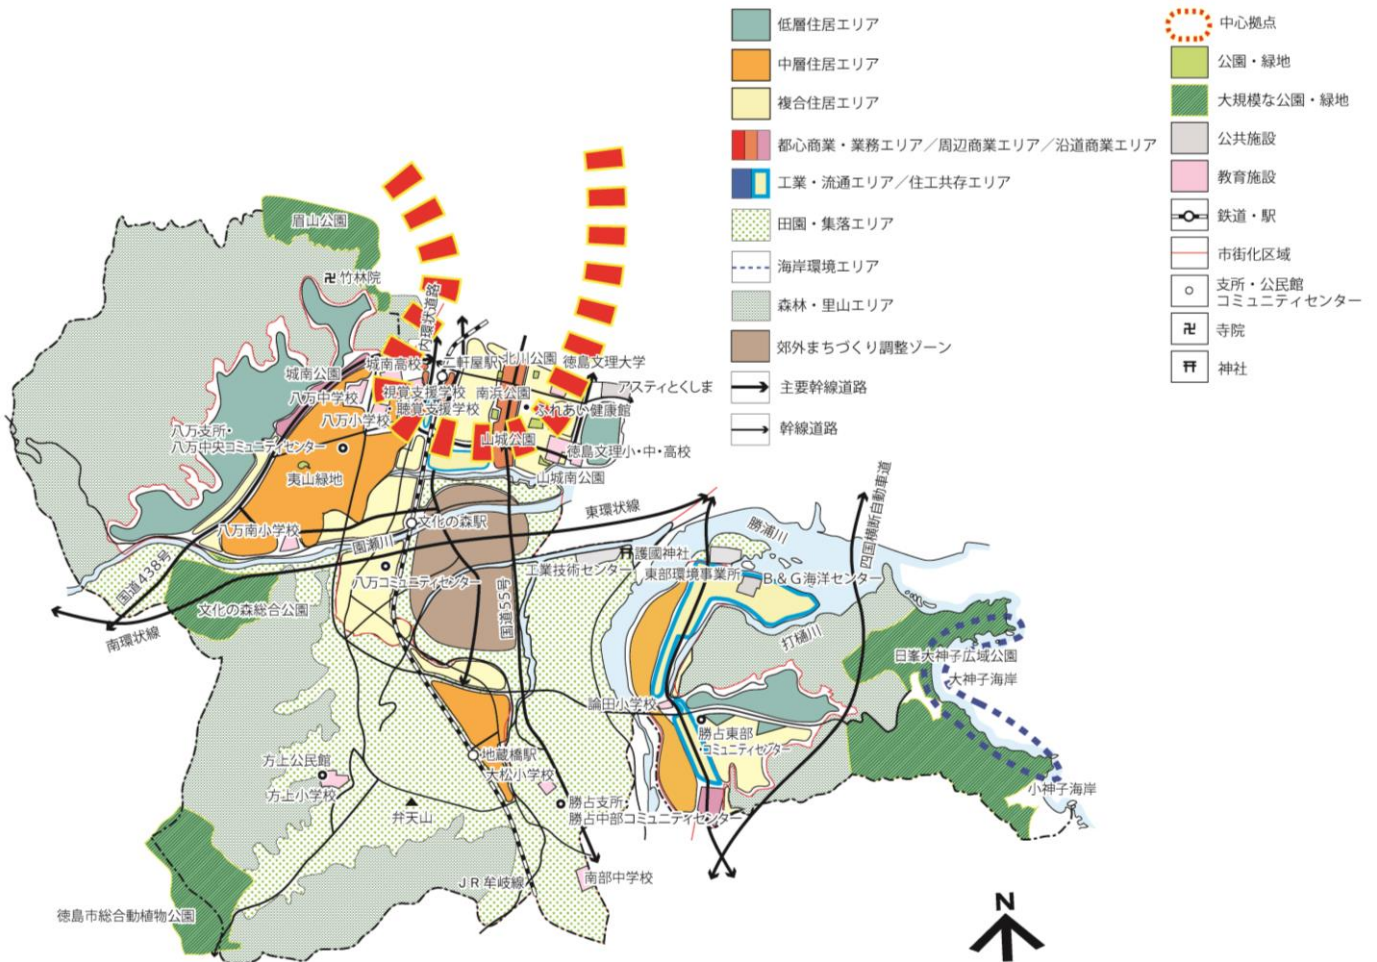 低層住居エリア
中層住居エリア
複合住居エリア
都心商業・業務エリア／周辺商業エリア／沿道商業エリア
工業・流通エリア／住工共存エリア
田園・集落エリア
海岸環境エリア
森林・里山エリア
郊外まちづくり調整ゾーン
主要幹線道路
幹線道路
中心拠点
公園・緑地
大規模な公園・緑地
公共施設
教育施設
鉄道・駅
市街化区域
支所・公民館
コミュニティセンター
卍
寺院
神社
眉山公園
卍 竹林院
内環状道路
城南高校
二軒屋駅
北川公園
徳島文理大学
城南公園
八万中学校
視覚支援学校
聴覚支援学校
南浜公園
アスティとくしま
ふれあい健康館
八万小学校
八万支所・
八万中央コミュニティセンター
山城公園
徳島文理小・中・高校
夷山緑地
山城南公園
四国横断自動車道
東環状線
文化の森駅
八万南小学校
園瀬川
勝浦川
国道438号
護國神社
工業技術センター
東部環境事業所
B＆G海洋センター
八万コミュニティセンター
文化の森総合公園
国道55号
南環状線
打樋川
日峯大神子広域公園
大神子海岸
論田小学校
勝占東部
コミュニティセンター
地蔵橋駅
大松小学校
方上公民館
方上小学校
小神子海岸
弁天山
勝占支所
勝占中部コミュニティセンター
JR牟岐線
南部中学校
徳島市総合動植物公園
N